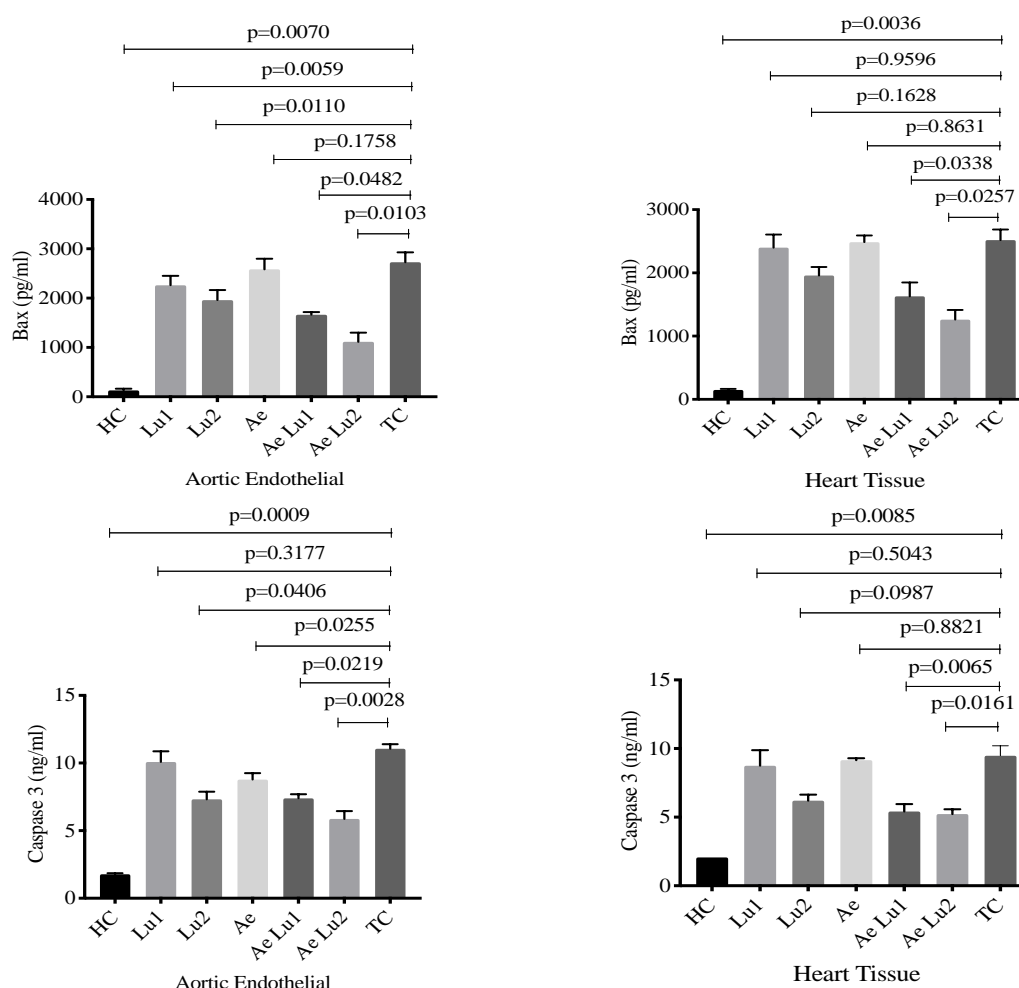 p=0.0070
p=0.0059
p=0.0110
p=0.1758
p=0.0482
p=0.0103
4000
3000
2000
1000
0
Bax (pg/ml)
HC
Lu1
Lu2
Ae
Ae Lu1
Ae Lu2
TC
Aortic Endothelial
p=0.0036
p=0.9596
p=0.1628
p=0.8631
p=0.0338
p=0.0257
3000
2000
1000
0
Bax (pg/ml)
HC
Lu1
Lu2
Ae
Ae Lu1
Ae Lu2
TC
Heart Tissue
p=0.0009
p=0.3177
p=0.0406
p=0.0255
p=0.0219
p=0.0028
15
10
5
0
Caspase 3 (ng/ml)
HC
Lu1
Lu2
Ae
Ae Lu1
Ae Lu2
TC
Aortic Endothelial
p=0.0085
p=0.5043
p=0.0987
p=0.8821
p=0.0065
p=0.0161
15
10
5
0
Caspase 3 (ng/ml)
HC
Lu1
Lu2
Ae
Ae Lu1
Ae Lu2
TC
Heart Tissue